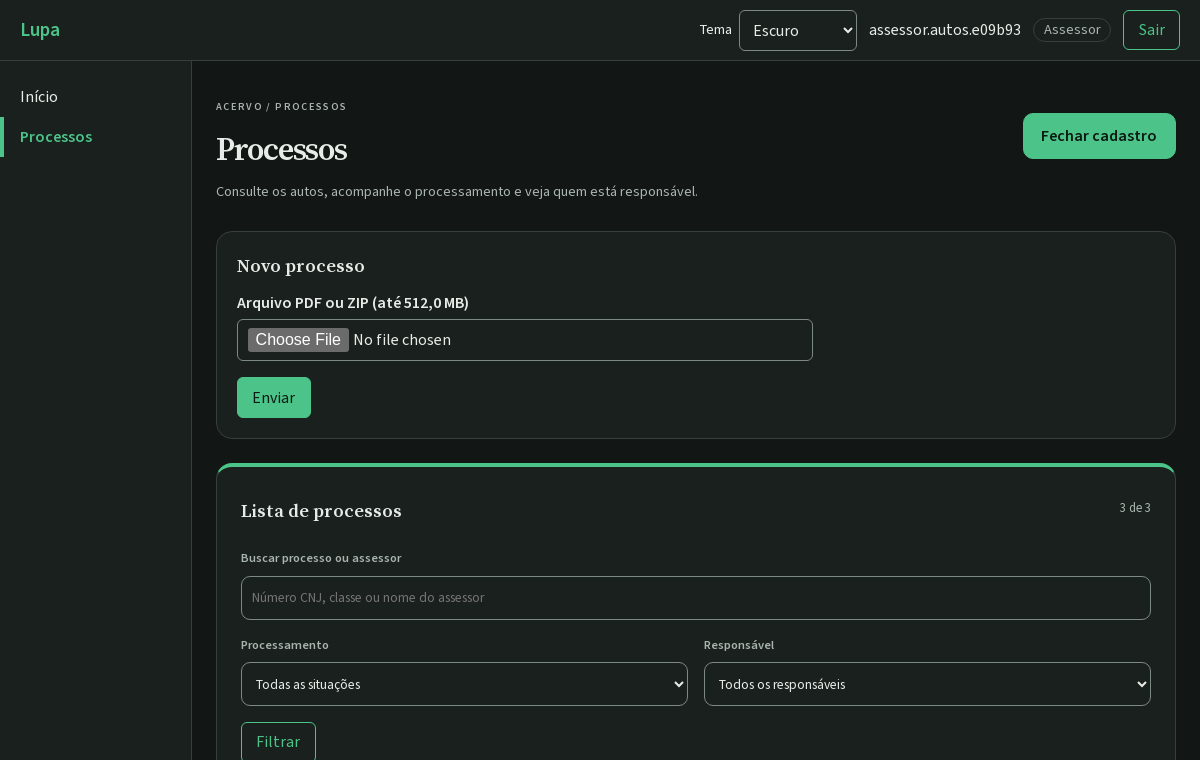 Lupa
Tema
Escuro
assessor.autos.e09b93
Assessor
Sair
Início
Processos
ACERVO / PROCESSOS
Processos
Fechar cadastro
Consulte os autos, acompanhe o processamento e veja quem está responsável.
Novo processo
Arquivo PDF ou ZIP (até 512,0 MB)
Choose File No file chosen
Enviar
Lista de processos
3 de 3
Buscar processo ou assessor
Número CNJ, classe ou nome do assessor
Processamento
Responsável
Todas as situações
Todos os responsáveis
Filtrar